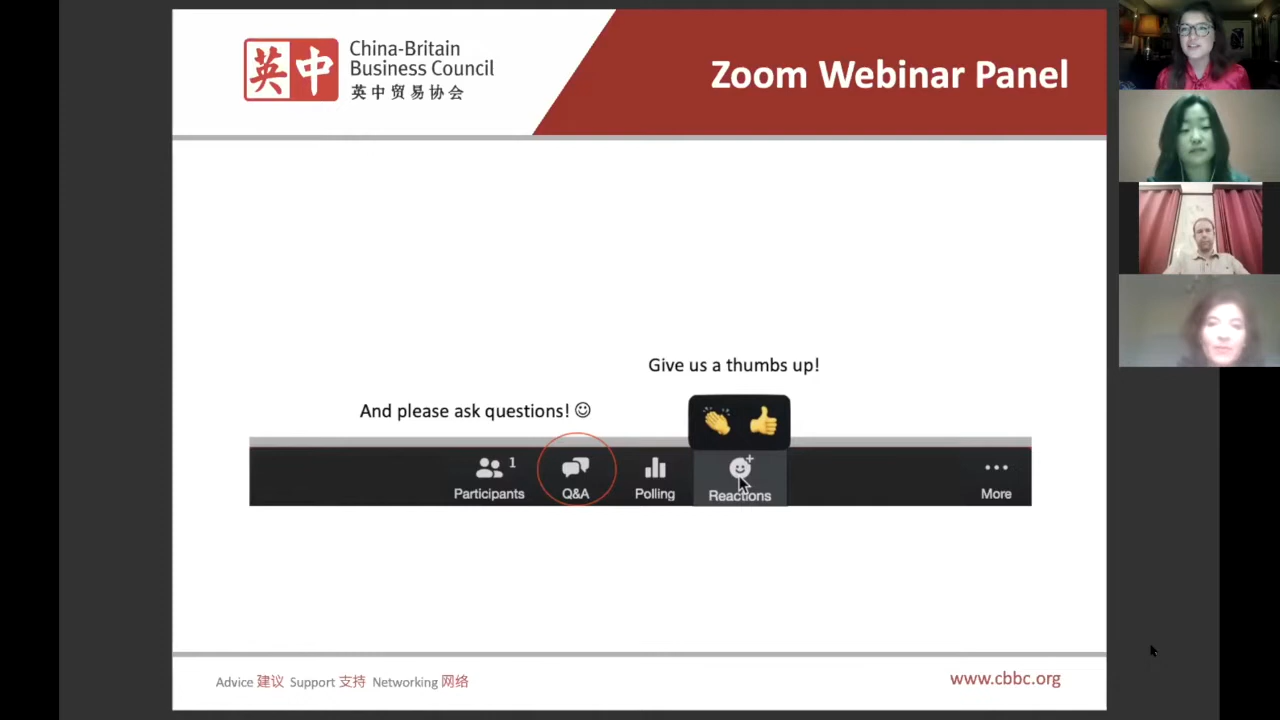 英中
China-Britain
Business Council
英中贸易协会
Zoom Webinar Panel
Give us a thumbs up!
And please ask questions! ☺
1
Participants
Q&A
Polling
Reactions
More
Advice 建议 Support 支持 Networking 网络
www.cbbc.org